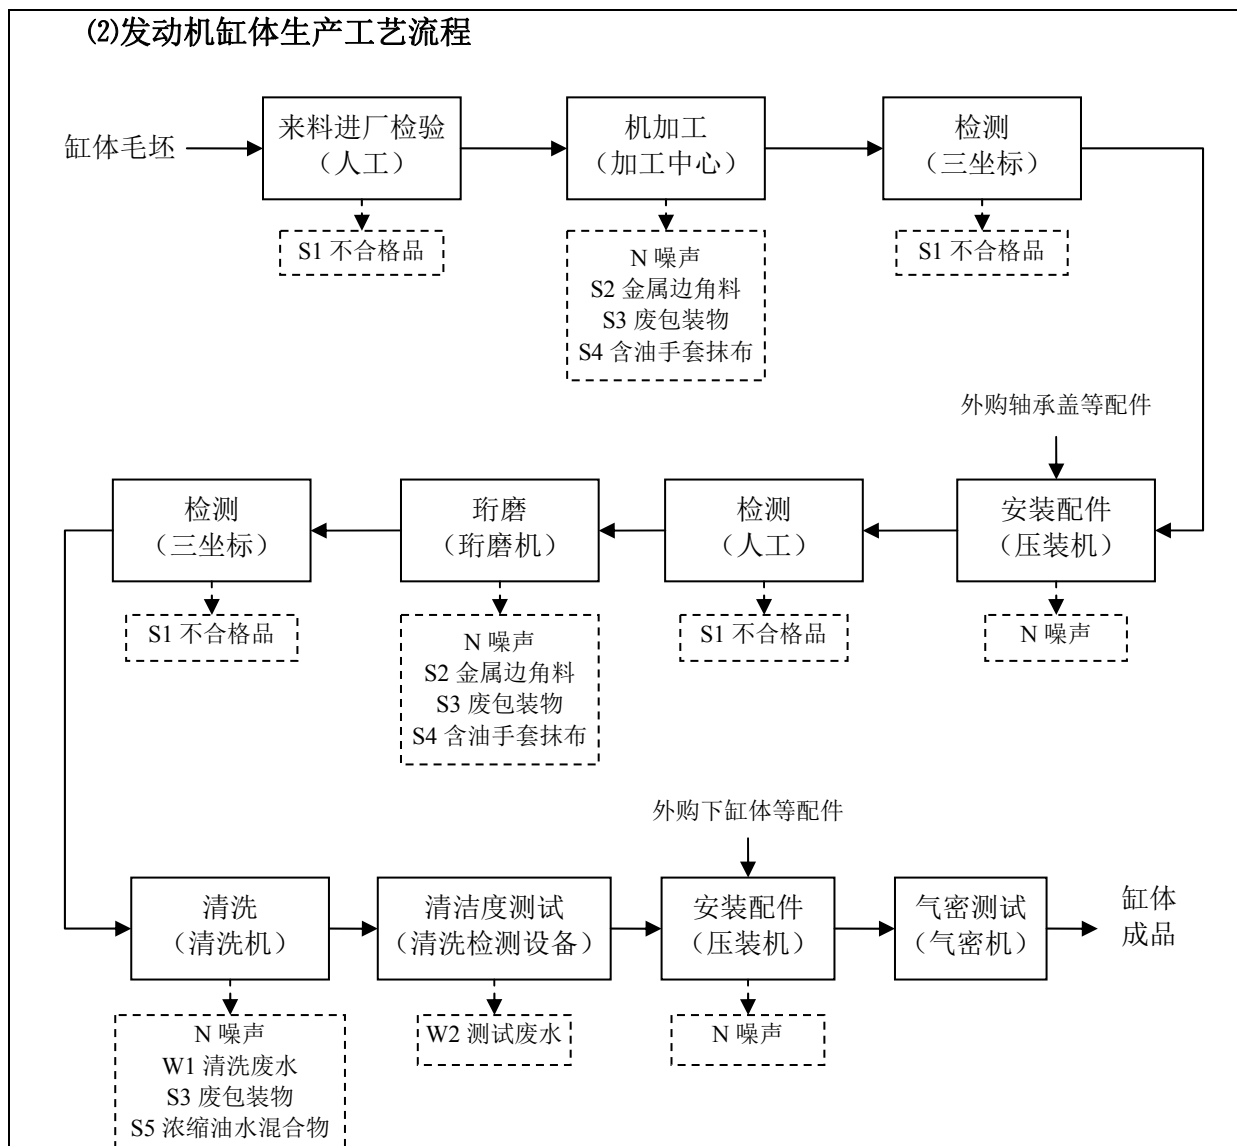 (2)发动机缸体生产工艺流程
缸体毛坯
来料进厂检验
（人工）
机加工
（加工中心）
检测
（三坐标）
S1 不合格品
N 噪声
S2 金属边角料
S3 废包装物
S4 含油手套抹布
S1 不合格品
外购轴承盖等配件
检测
（三坐标）
珩磨
（珩磨机）
检测
（人工）
安装配件
（压装机）
S1 不合格品
N 噪声
S2 金属边角料
S3 废包装物
S4 含油手套抹布
S1 不合格品
N 噪声
外购下缸体等配件
清洗
（清洗机）
清洁度测试
（清洗检测设备）
安装配件
（压装机）
气密测试
（气密机）
缸体
成品
N 噪声
W1 清洗废水
S3 废包装物
S5 浓缩油水混合物
W2 测试废水
N 噪声